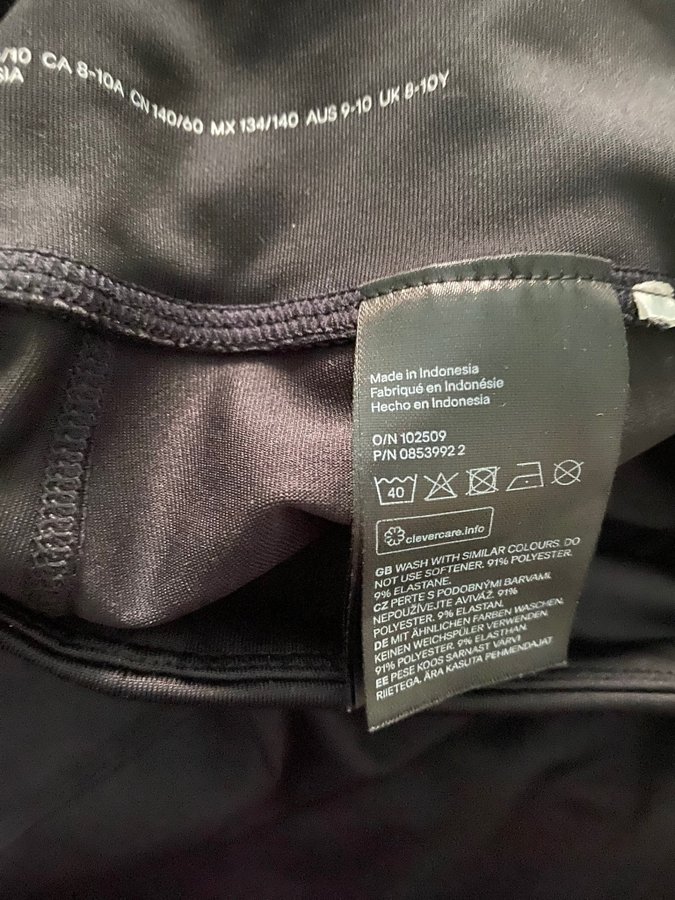 /10 CA 8-10A CN 140/60 MX 134/140 AUS 9-10 UK 8-10Y
SIA
Made in Indonesia
Fabriqué en Indonésie
Hecho en Indonesia
O/N 102509
P/N 0853992 2
40
clevercare.info
GB WASH WITH SIMILAR COLOURS. DO
NOT USE SOFTENER. 91% POLYESTER.
9% ELASTANE.
CZ PERTE S PODOBNÝMI BARVAMI.
NEPOUŽÍVEJTE AVIVÁŽ. 91%
POLYESTER. 9% ELASTAN.
DE MIT ÄHNLICHEN FARBEN WASCHEN.
KEINEN WEICHSPÜLER VERWENDEN.
91% POLYESTER. 9% ELASTHAN.
EE PESE KOOS SARNAST VÄRVI
RIIETEGA. ÄRA KASUTA PEHMENDAJAT.